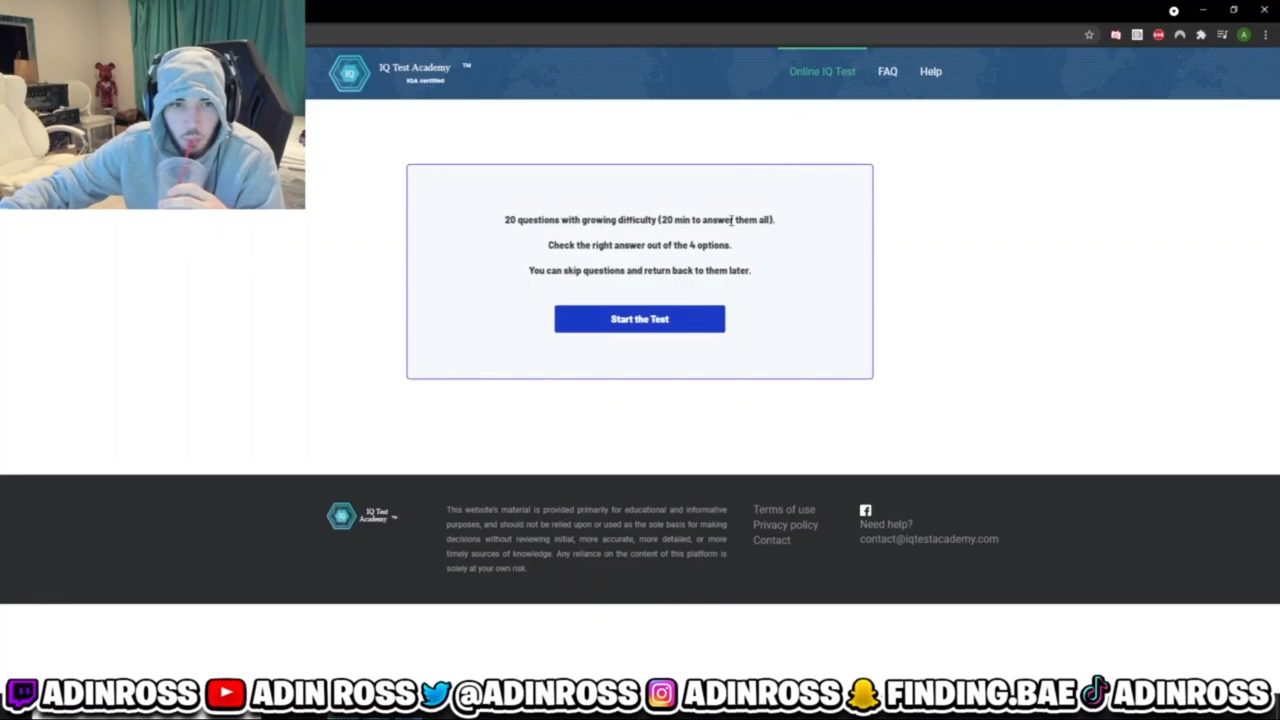 IQ
IQ Test Academy ™
IQA certified
Online IQ Test FAQ Help
20 questions with growing difficulty (20 min to answer them all).
Check the right answer out of the 4 options.
You can skip questions and return back to them later.
Start the Test
IQ
IQ Test
Academy ™
This website's material is provided primarily for educational and informative
purposes, and should not be relied upon or used as the sole basis for making
decisions without reviewing initial, more accurate, more detailed, or more
timely sources of knowledge. Any reliance on the content of this platform is
solely at your own risk.
Terms of use
Privacy policy
Contact
Need help?
contact@iqtestacademy.com
ADINROSS ADIN ROSS @ADINROSS ADINROSS FINDING.BAE ADINROSS